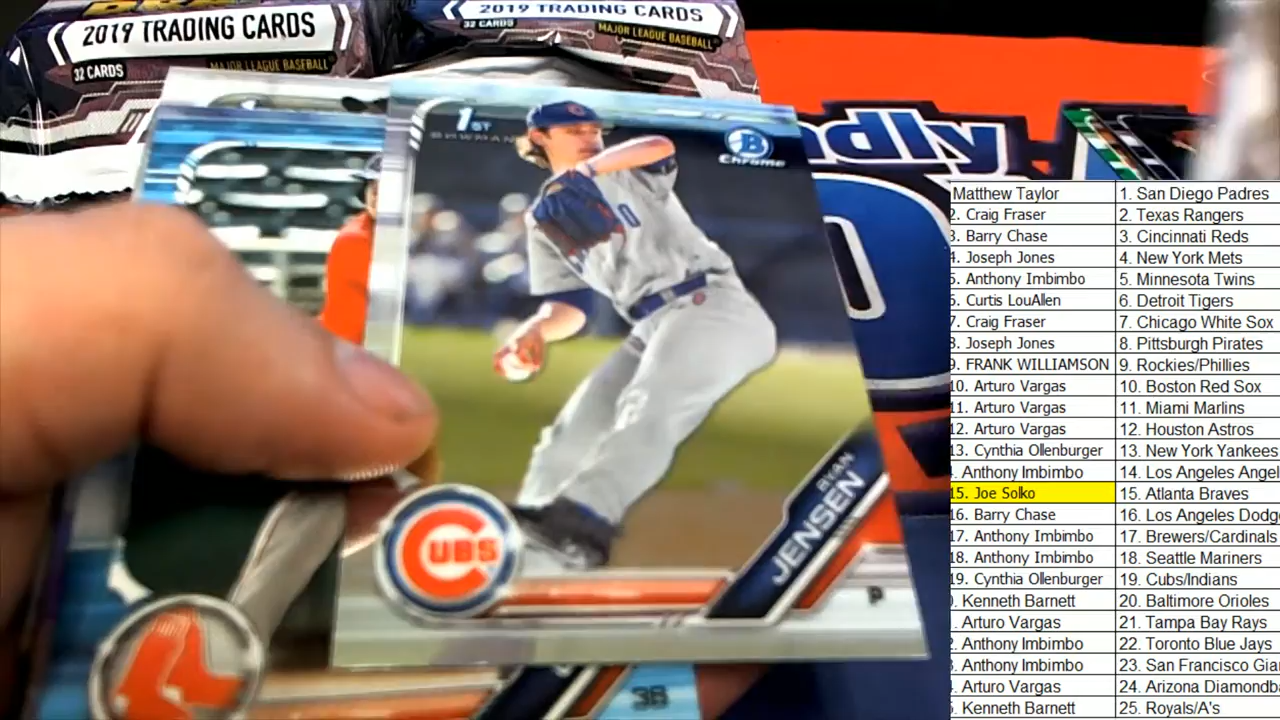 2019 TRADING CARDS
32 CARDS
MAJOR LEAGUE BASEBALL
2019 TRADING CARDS
32 CARDS
MAJOR LEAGUE BASEBALL
1ST
BOWMAN
B
Chrome
ndly
CUBS
RYAN
JENSEN
P
3B
Matthew Taylor 1. San Diego Padres
2. Craig Fraser 2. Texas Rangers
3. Barry Chase 3. Cincinnati Reds
4. Joseph Jones 4. New York Mets
5. Anthony Imbimbo 5. Minnesota Twins
6. Curtis LouAllen 6. Detroit Tigers
7. Craig Fraser 7. Chicago White Sox
8. Joseph Jones 8. Pittsburgh Pirates
9. FRANK WILLIAMSON 9. Rockies/Phillies
10. Arturo Vargas 10. Boston Red Sox
11. Arturo Vargas 11. Miami Marlins
12. Arturo Vargas 12. Houston Astros
13. Cynthia Ollenburger 13. New York Yankees
. Anthony Imbimbo 14. Los Angeles Angel
15. Joe Solko 15. Atlanta Braves
16. Barry Chase 16. Los Angeles Dodg
17. Anthony Imbimbo 17. Brewers/Cardinals
18. Anthony Imbimbo 18. Seattle Mariners
19. Cynthia Ollenburger 19. Cubs/Indians
. Kenneth Barnett 20. Baltimore Orioles
. Arturo Vargas 21. Tampa Bay Rays
. Anthony Imbimbo 22. Toronto Blue Jays
. Anthony Imbimbo 23. San Francisco Gia
. Arturo Vargas 24. Arizona Diamondb
. Kenneth Barnett 25. Royals/A's